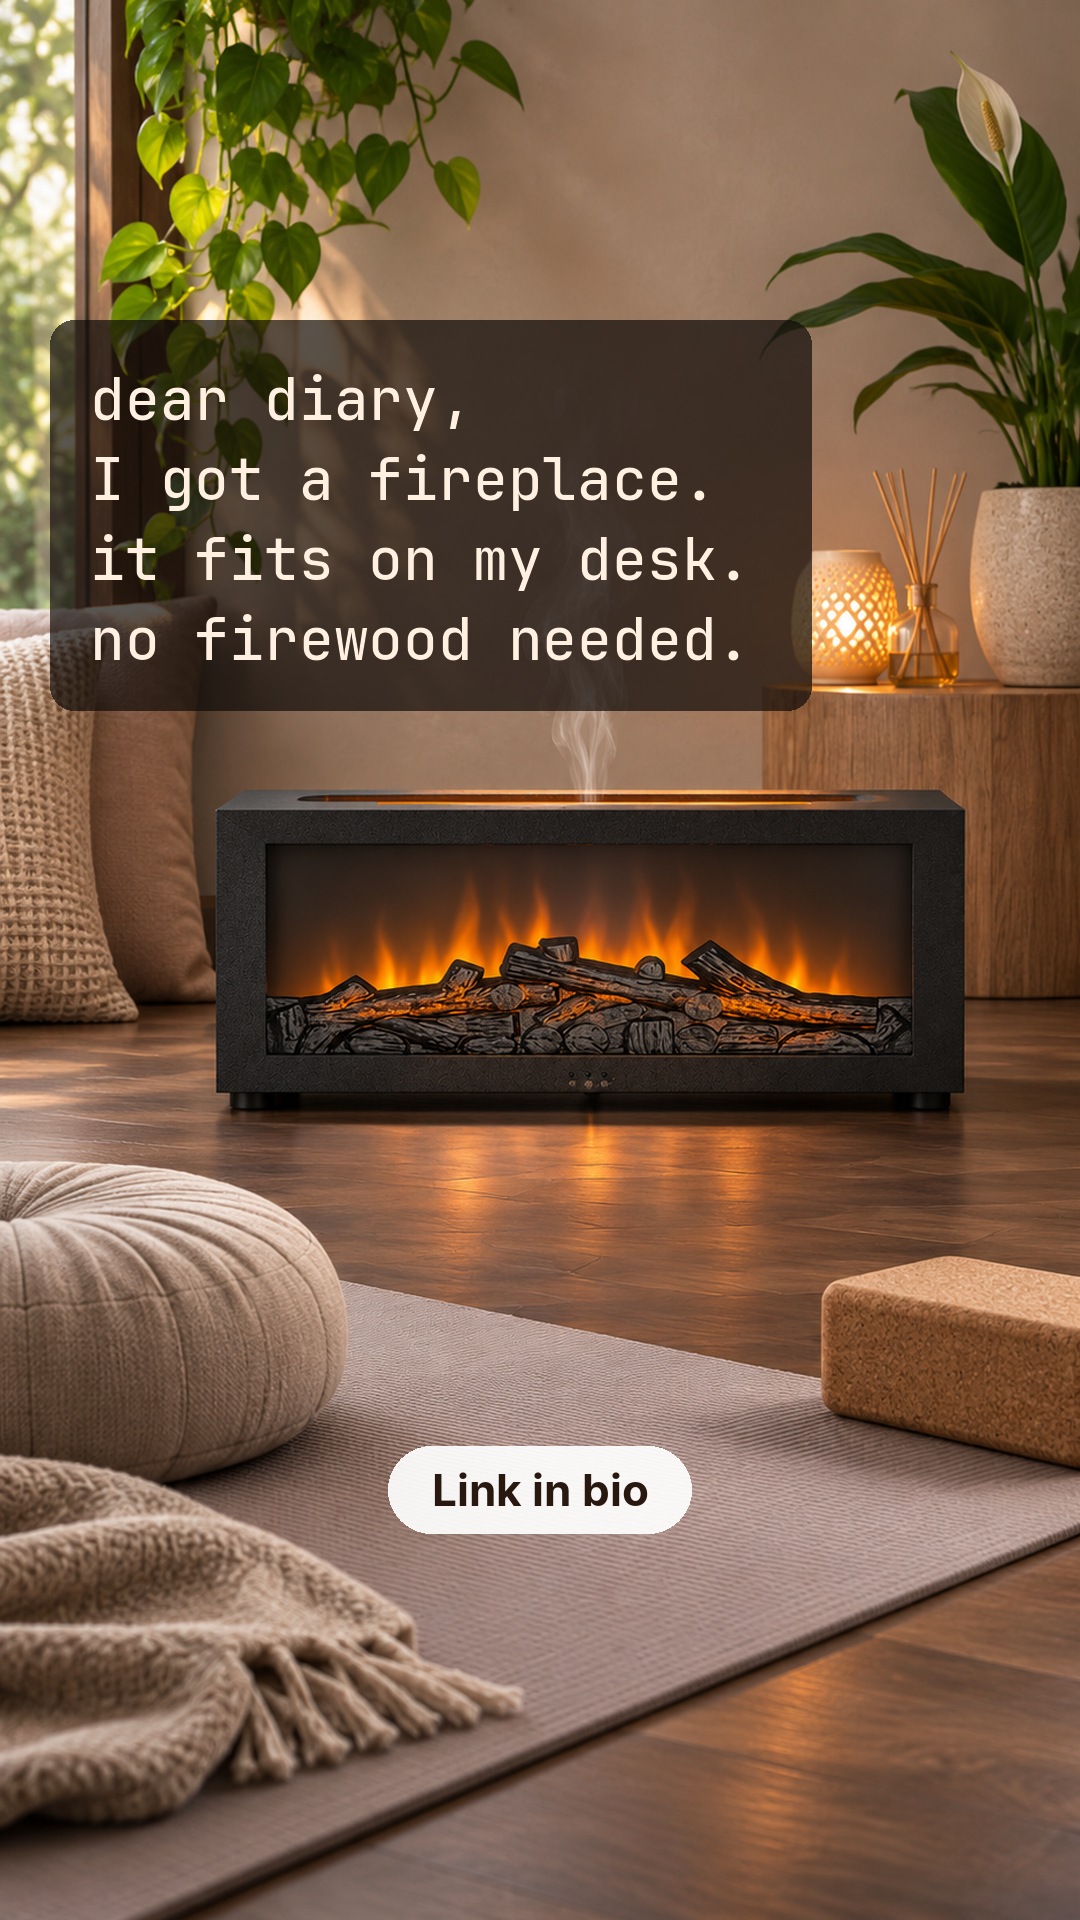 dear diary,
I got a fireplace.
it fits on my desk.
no firewood needed.
Link in bio